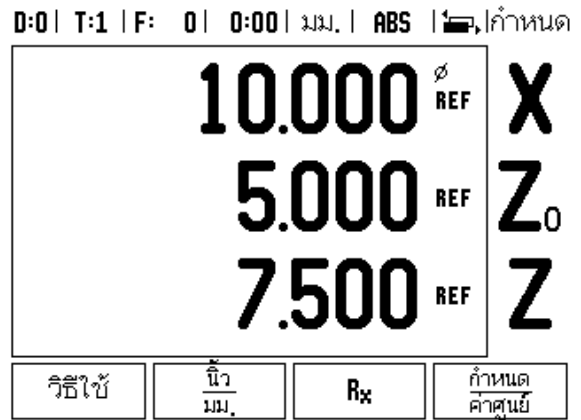 D:0 | T:1 | F: 0 | 0:00 | มม. | ABS | กำหนด
10.000 Ø REF X
5.000 REF Z0
7.500 REF Z
วิธีใช้ นิ้ว Rx กำหนด
มม. ค่าศูนย์